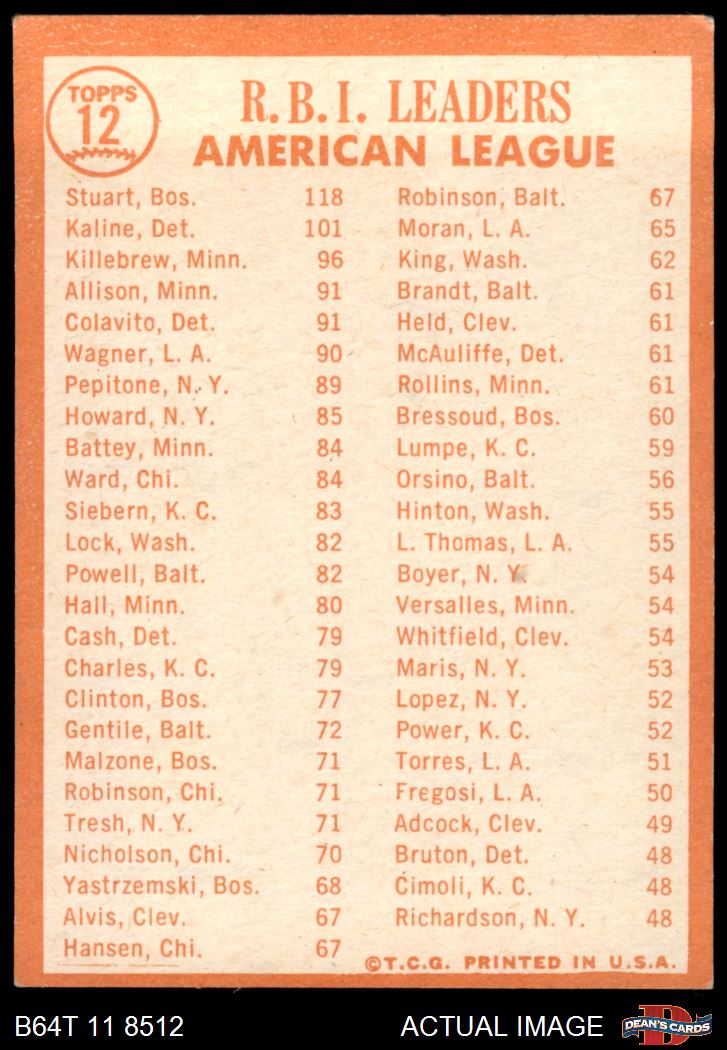 TOPPS
12
R.B.I. LEADERS
AMERICAN LEAGUE
Stuart, Bos. 118
Kaline, Det. 101
Killebrew, Minn. 96
Allison, Minn. 91
Colavito, Det. 91
Wagner, L. A. 90
Pepitone, N. Y. 89
Howard, N. Y. 85
Battey, Minn. 84
Ward, Chi. 84
Siebern, K. C. 83
Lock, Wash. 82
Powell, Balt. 82
Hall, Minn. 80
Cash, Det. 79
Charles, K. C. 79
Clinton, Bos. 77
Gentile, Balt. 72
Malzone, Bos. 71
Robinson, Chi. 71
Tresh, N. Y. 71
Nicholson, Chi. 70
Yastrzemski, Bos. 68
Alvis, Clev. 67
Hansen, Chi. 67
Robinson, Balt. 67
Moran, L. A. 65
King, Wash. 62
Brandt, Balt. 61
Held, Clev. 61
McAuliffe, Det. 61
Rollins, Minn. 61
Bressoud, Bos. 60
Lumpe, K. C. 59
Orsino, Balt. 56
Hinton, Wash. 55
L. Thomas, L. A. 55
Boyer, N. Y. 54
Versalles, Minn. 54
Whitfield, Clev. 54
Maris, N. Y. 53
Lopez, N. Y. 52
Power, K. C. 52
Torres, L. A. 51
Fregosi, L. A. 50
Adcock, Clev. 49
Bruton, Det. 48
Cimoli, K. C. 48
Richardson, N. Y. 48
©T.C.G. PRINTED IN U.S.A.
B64T 11 8512 ACTUAL IMAGE
D
DEAN'S CARDS